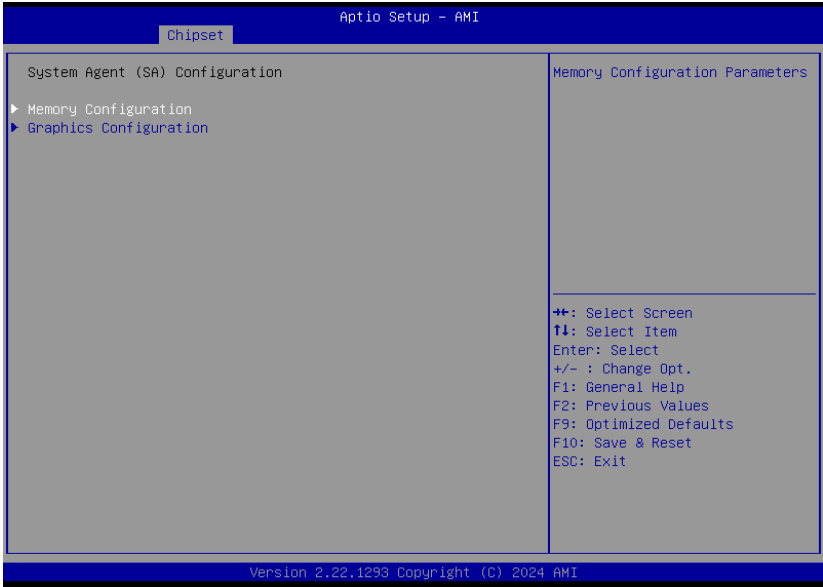 Aptio Setup – AMI
Chipset
System Agent (SA) Configuration
Memory Configuration
Graphics Configuration
Memory Configuration Parameters
→←: Select Screen
↑↓: Select Item
Enter: Select
+/- : Change Opt.
F1: General Help
F2: Previous Values
F9: Optimized Defaults
F10: Save & Reset
ESC: Exit
Version 2.22.1293 Copyright (C) 2024 AMI